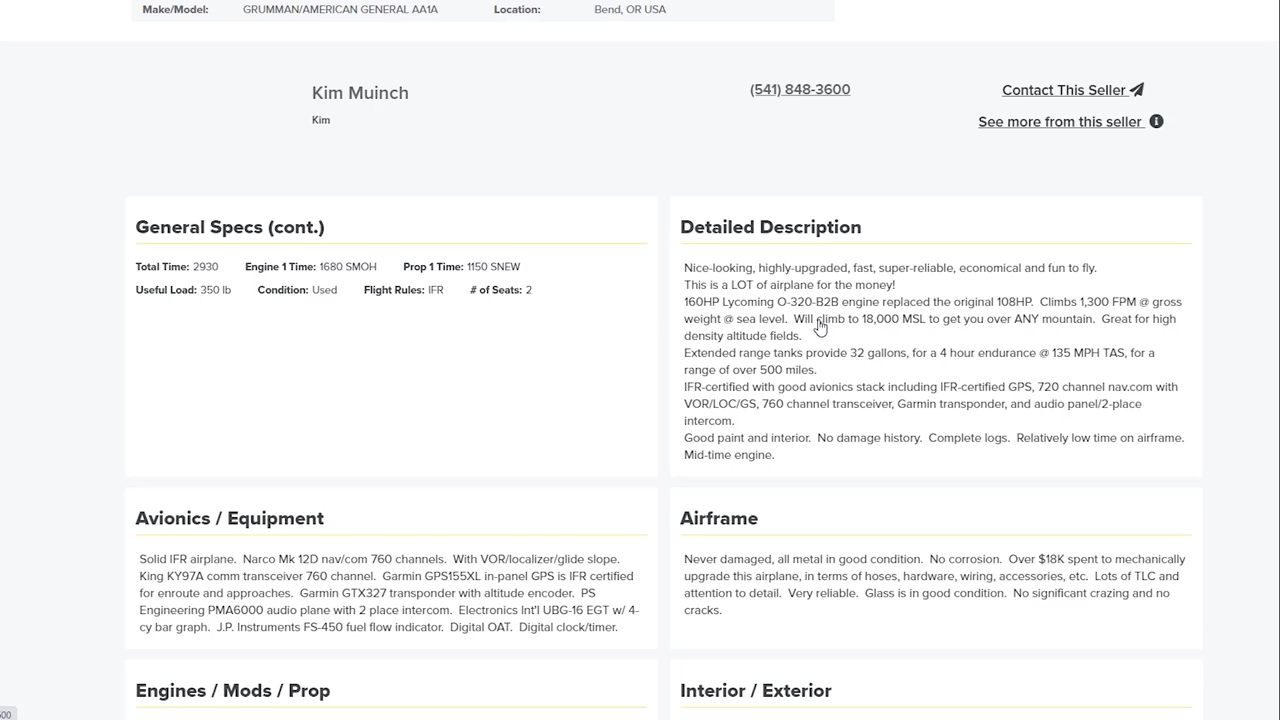 Make/Model: GRUMMAN/AMERICAN GENERAL AA1A Location: Bend, OR USA
Kim Muinch
Kim
(541) 848-3600
Contact This Seller
See more from this seller
General Specs (cont.)
Total Time: 2930 Engine 1 Time: 1680 SMOH Prop 1 Time: 1150 SNEW
Useful Load: 350 lb Condition: Used Flight Rules: IFR # of Seats: 2
Detailed Description
Nice-looking, highly-upgraded, fast, super-reliable, economical and fun to fly.
This is a LOT of airplane for the money!
160HP Lycoming O-320-B2B engine replaced the original 108HP. Climbs 1,300 FPM @ gross
weight @ sea level. Will climb to 18,000 MSL to get you over ANY mountain. Great for high
density altitude fields.
Extended range tanks provide 32 gallons, for a 4 hour endurance @ 135 MPH TAS, for a
range of over 500 miles.
IFR-certified with good avionics stack including IFR-certified GPS, 720 channel nav.com with
VOR/LOC/GS, 760 channel transceiver, Garmin transponder, and audio panel/2-place
intercom.
Good paint and interior. No damage history. Complete logs. Relatively low time on airframe.
Mid-time engine.
Avionics / Equipment
Solid IFR airplane. Narco Mk 12D nav/com 760 channels. With VOR/localizer/glide slope.
King KY97A comm transceiver 760 channel. Garmin GPS155XL in-panel GPS is IFR certified
for enroute and approaches. Garmin GTX327 transponder with altitude encoder. PS
Engineering PMA6000 audio plane with 2 place intercom. Electronics Int'l UBG-16 EGT w/ 4-
cy bar graph. J.P. Instruments FS-450 fuel flow indicator. Digital OAT. Digital clock/timer.
Airframe
Never damaged, all metal in good condition. No corrosion. Over $18K spent to mechanically
upgrade this airplane, in terms of hoses, hardware, wiring, accessories, etc. Lots of TLC and
attention to detail. Very reliable. Glass is in good condition. No significant crazing and no
cracks.
Engines / Mods / Prop
Interior / Exterior